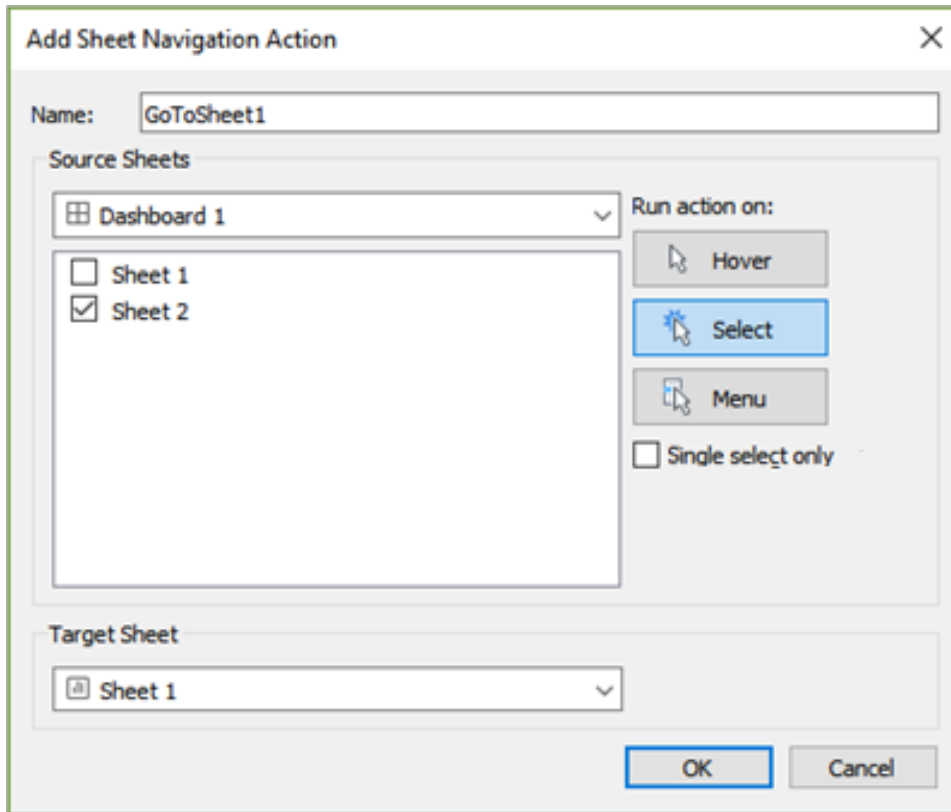 Add Sheet Navigation Action
Name: GoToSheet1
Source Sheets
Dashboard 1
Sheet 1
Sheet 2
Run action on:
Hover
Select
Menu
Single select only
Target Sheet
Sheet 1
OK Cancel